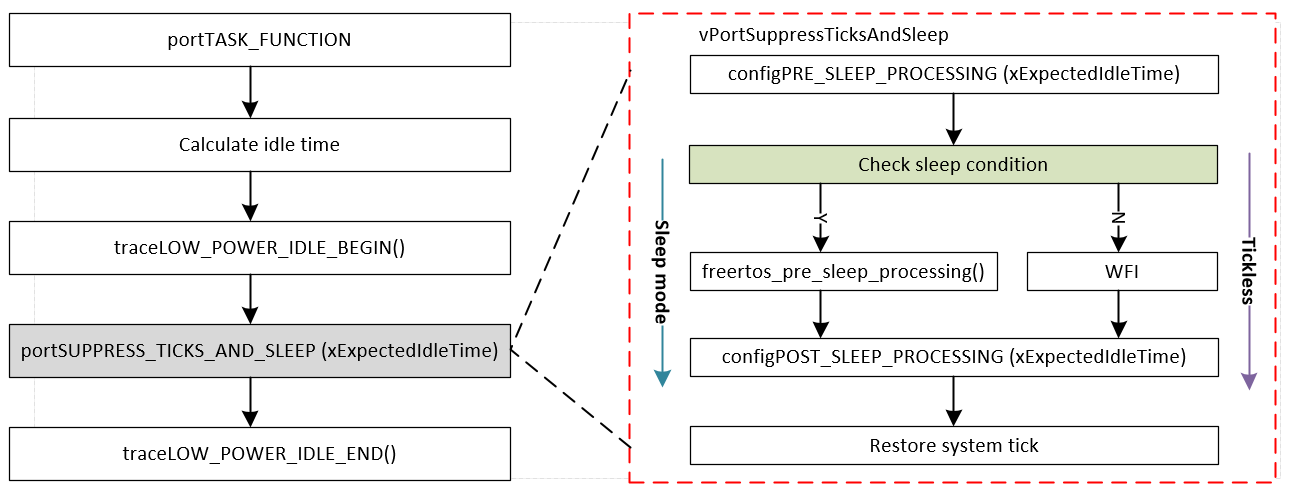 portTASK_FUNCTION
Calculate idle time
traceLOW_POWER_IDLE_BEGIN()
portSUPPRESS_TICKS_AND_SLEEP (xExpectedIdleTime)
traceLOW_POWER_IDLE_END()
vPortSuppressTicksAndSleep
configPRE_SLEEP_PROCESSING (xExpectedIdleTime)
Check sleep condition
Y
N
Sleep mode
Tickless
freertos_pre_sleep_processing()
WFI
configPOST_SLEEP_PROCESSING (xExpectedIdleTime)
Restore system tick